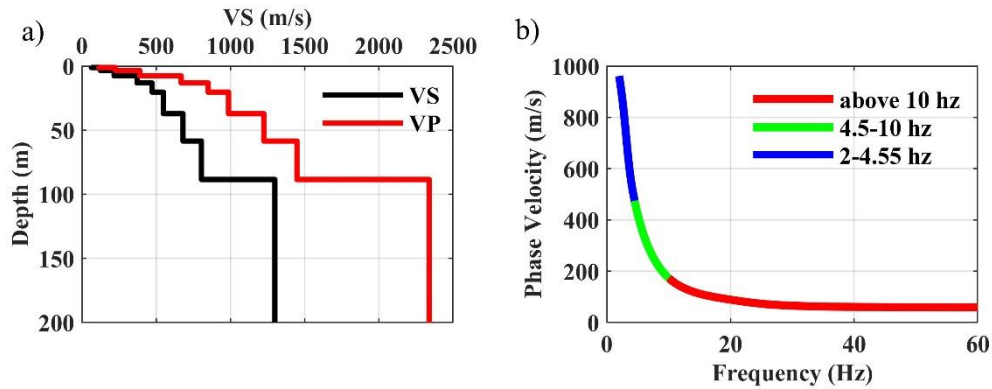 a)
VS (m/s)
0 500 1000 1500 2000 2500
0
50
100
150
200
Depth (m)
VS
VP
b)
1000
800
600
400
200
0
Phase Velocity (m/s)
above 10 hz
4.5-10 hz
2-4.55 hz
0 20 40 60
Frequency (Hz)